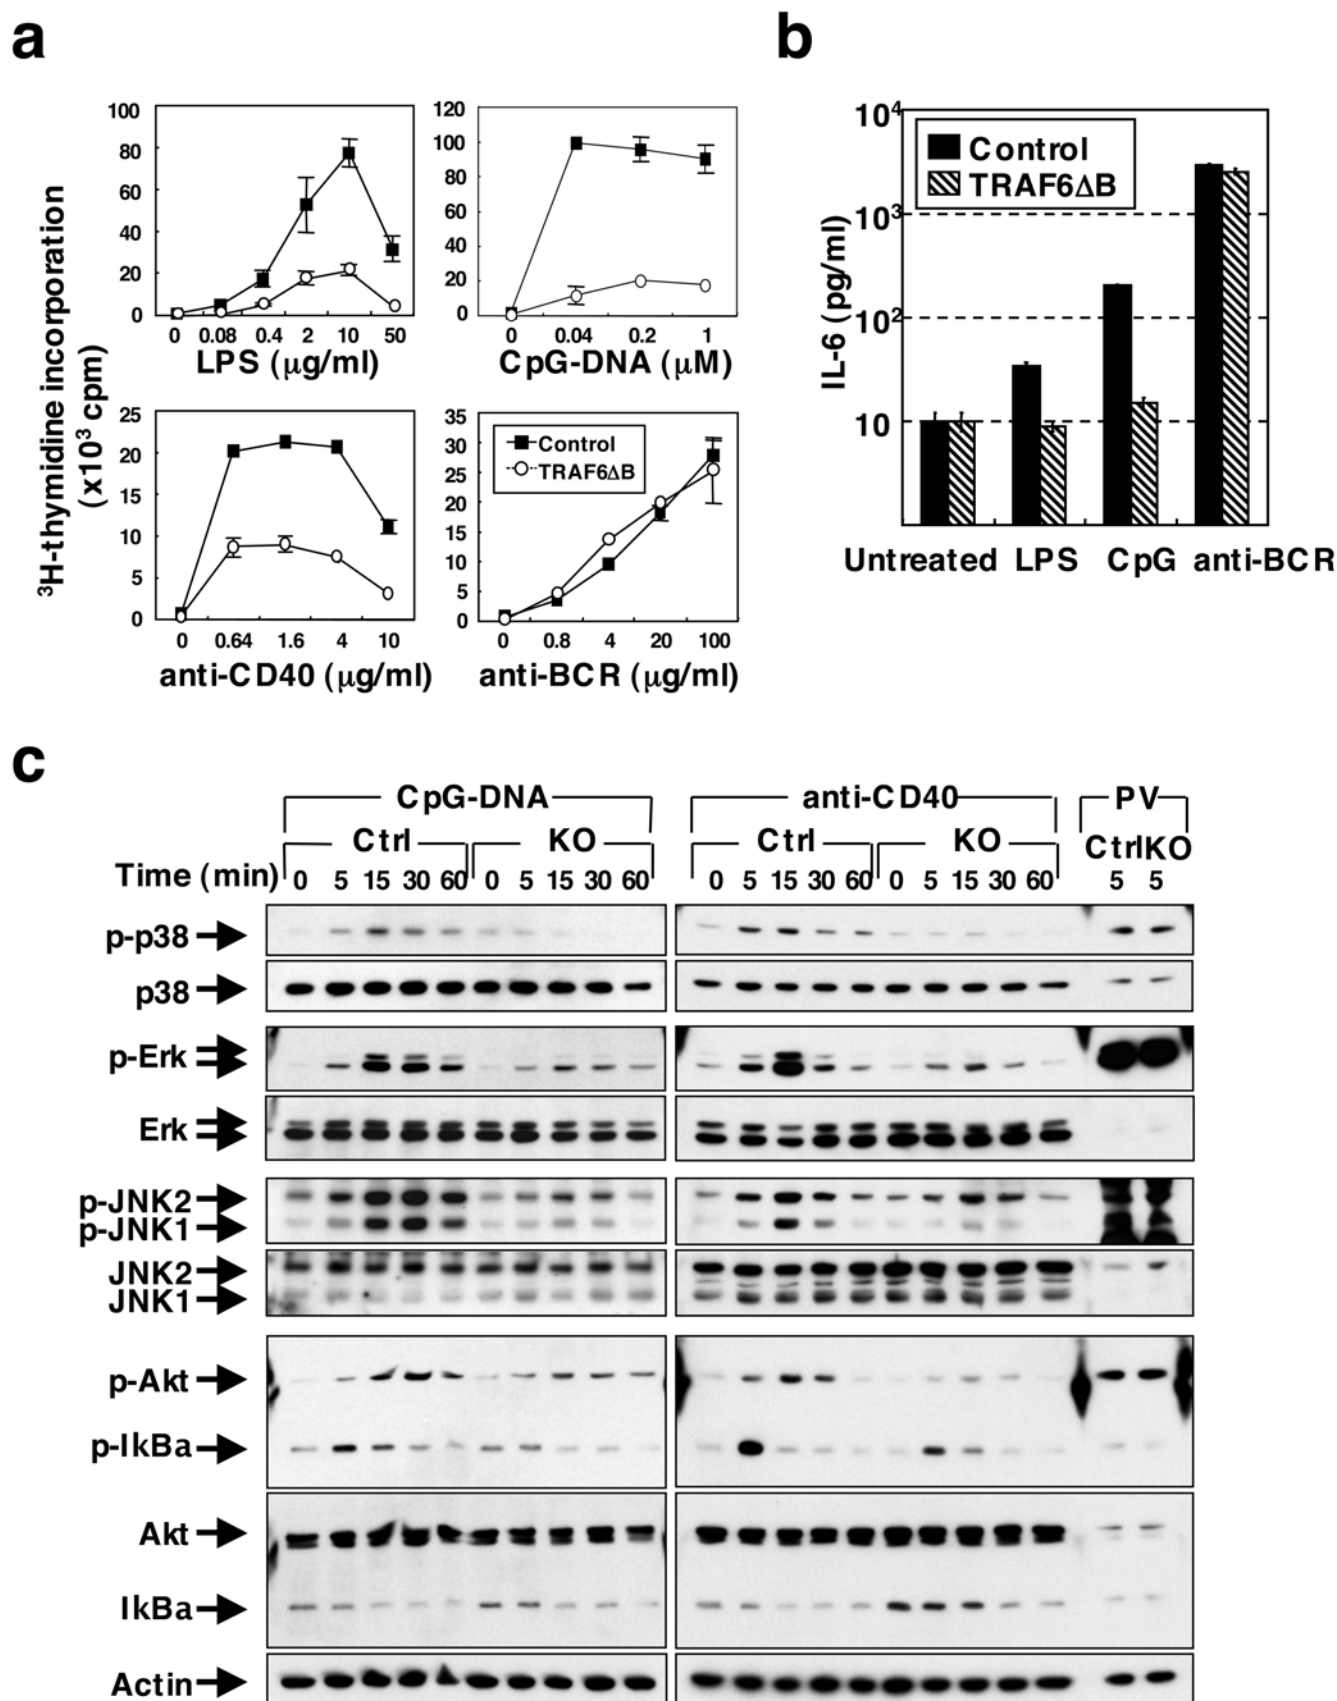 a
³H-thymidine incorporation
(x10³ cpm)
100
80
60
40
20
0
0 0.08 0.4 2 10 50
LPS (μg/ml)
120
100
80
60
40
20
0
0 0.04 0.2 1
CpG-DNA (μM)
25
20
15
10
5
0
0 0.64 1.6 4 10
anti-CD40 (μg/ml)
35
30
25
20
15
10
5
0
Control
TRAF6ΔB
0 0.8 4 20 100
anti-BCR (μg/ml)
b
IL-6 (pg/ml)
10⁴
10³
10²
10
Control
TRAF6ΔB
Untreated LPS CpG anti-BCR
c
CpG-DNA anti-CD40 PV
Ctrl KO Ctrl KO Ctrl KO
Time (min) 0 5 15 30 60 0 5 15 30 60 0 5 15 30 60 0 5 15 30 60 5 5
p-p38
p38
p-Erk
Erk
p-JNK2
p-JNK1
JNK2
JNK1
p-Akt
p-IkBa
Akt
IkBa
Actin